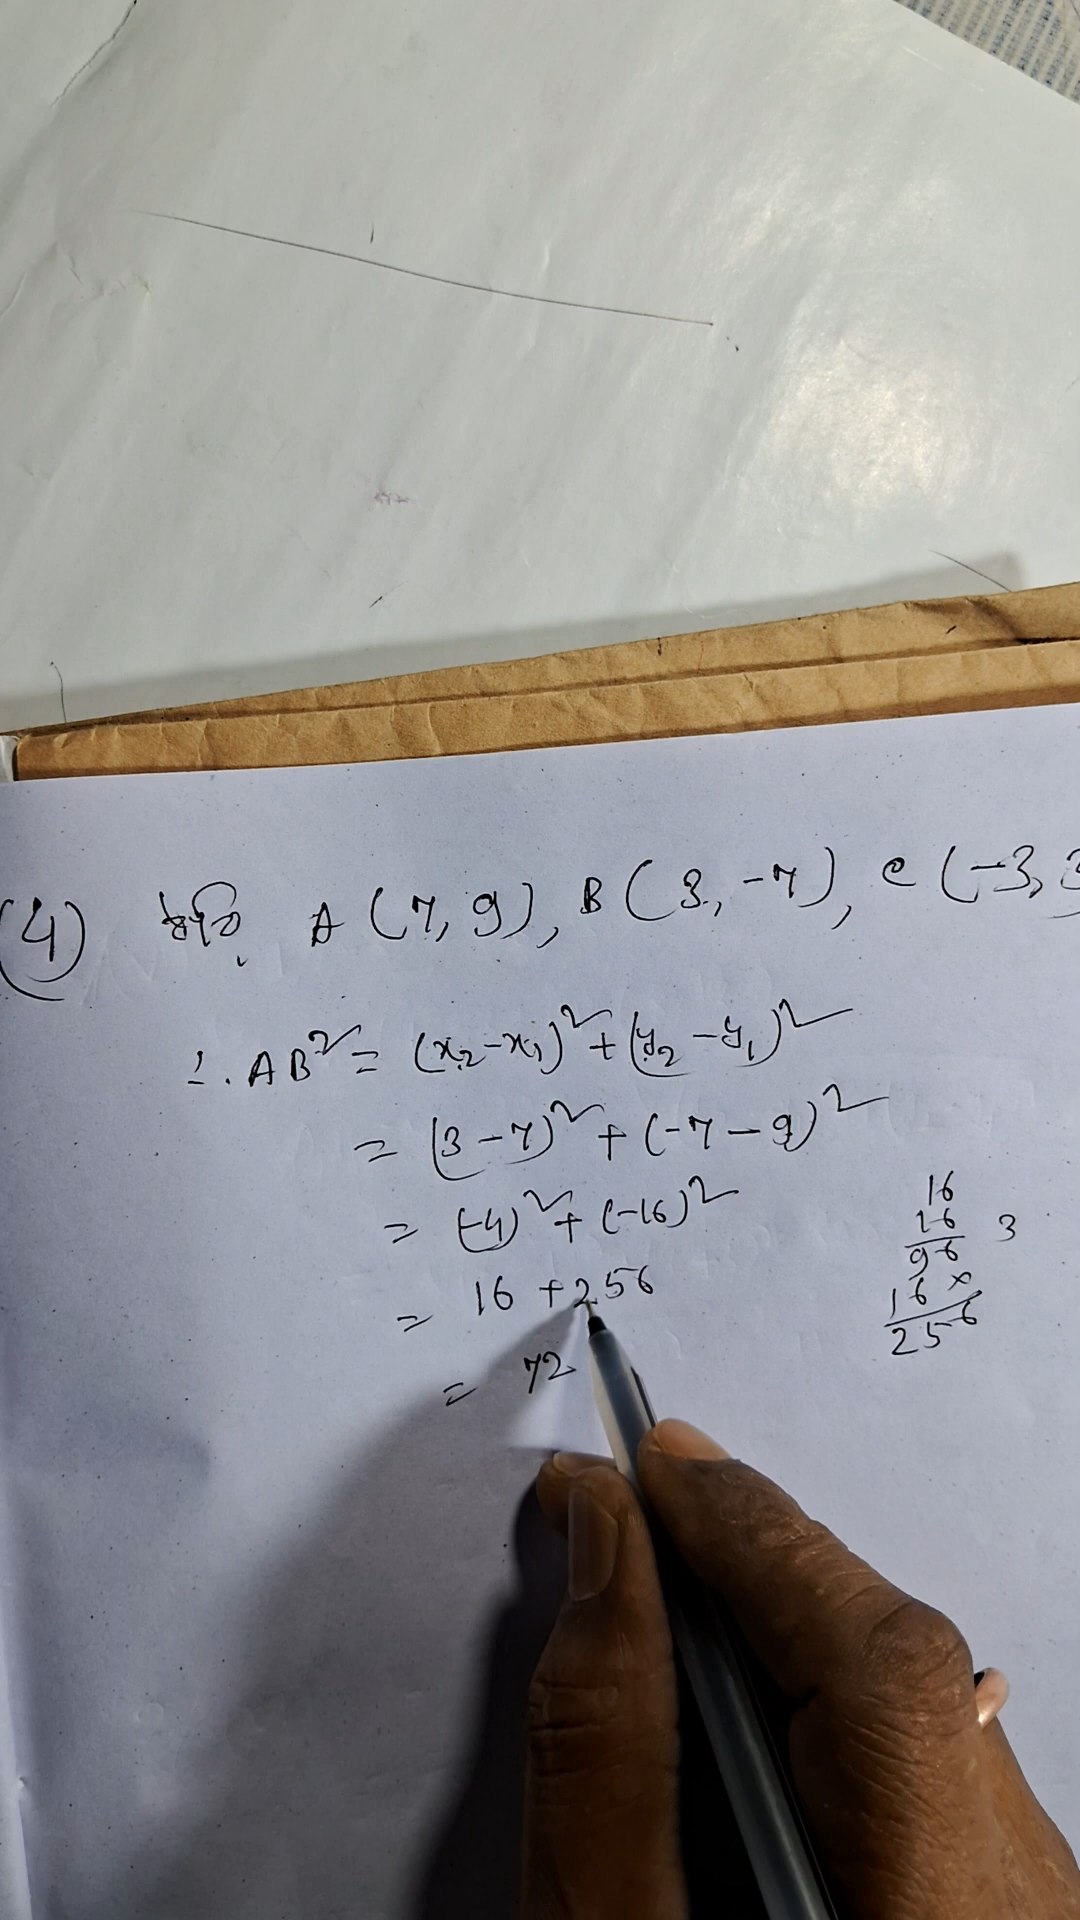 (4) ধরি, A (7, 9), B (3, -7), C (-3, 3
∴ AB² = (x₂-x₁)² + (y₂-y₁)²
= (3-7)² + (-7-9)²
= (-4)² + (-16)²
= 16 + 256
= 72
16
16 3
96
16×
256